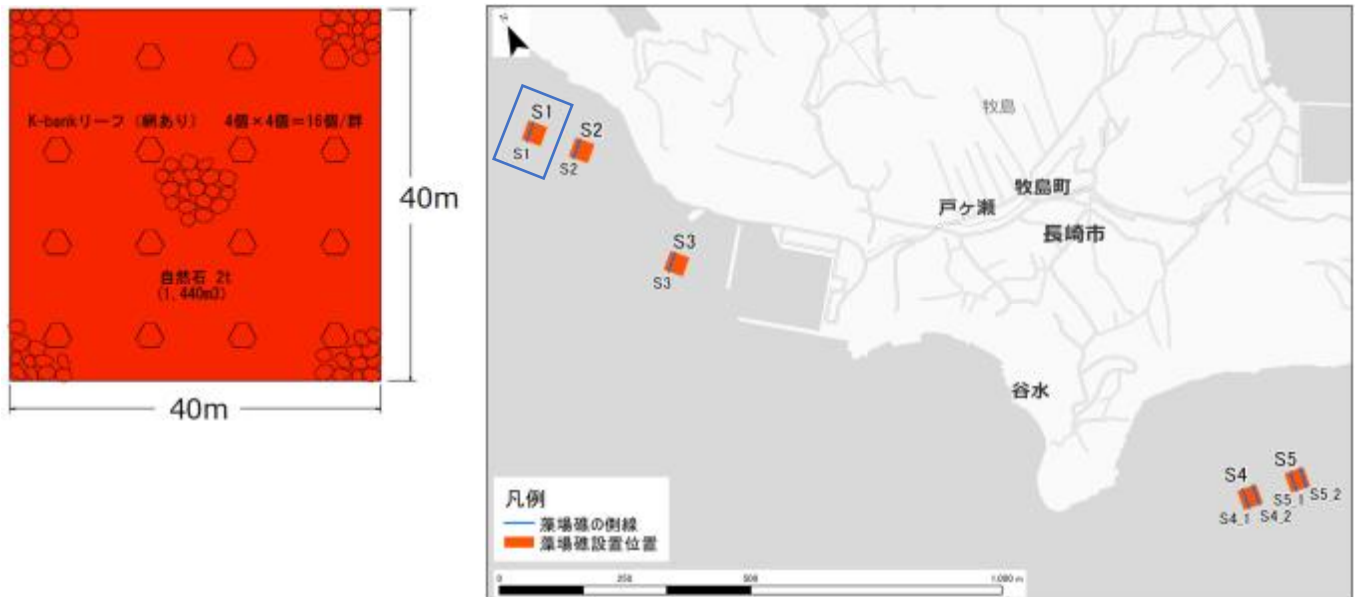 K-bankリーフ (網あり) 4個×4個=16個/群
自然石 2t
(1,440m3)
40m
40m
S1
S1
S2
S2
S3
S3
牧島
牧島町
戸ヶ瀬
長崎市
谷水
S4
S4_1
S4_2
S5
S5_1
S5_2
凡例
藻場礁の側線
藻場礁設置位置
0 250 500 1,000 m